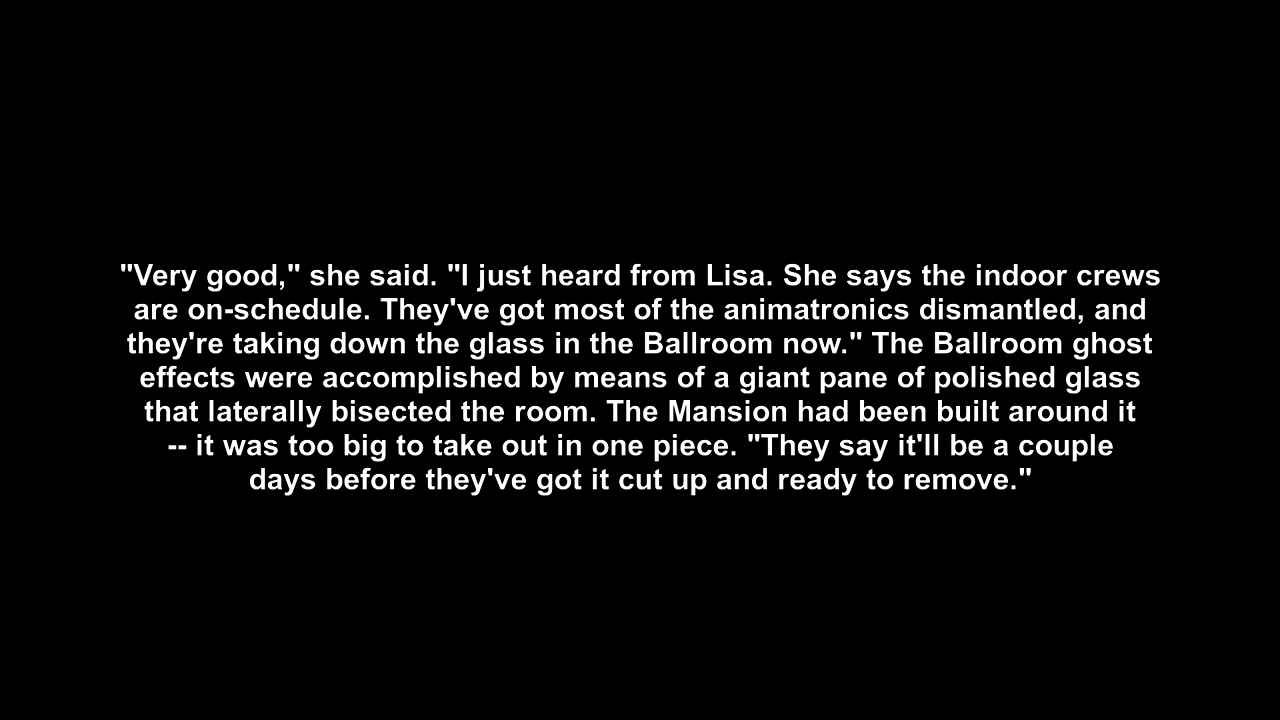 "Very good," she said. "I just heard from Lisa. She says the indoor crews
are on-schedule. They've got most of the animatronics dismantled, and
they're taking down the glass in the Ballroom now." The Ballroom ghost
effects were accomplished by means of a giant pane of polished glass
that laterally bisected the room. The Mansion had been built around it
-- it was too big to take out in one piece. "They say it'll be a couple
days before they've got it cut up and ready to remove."